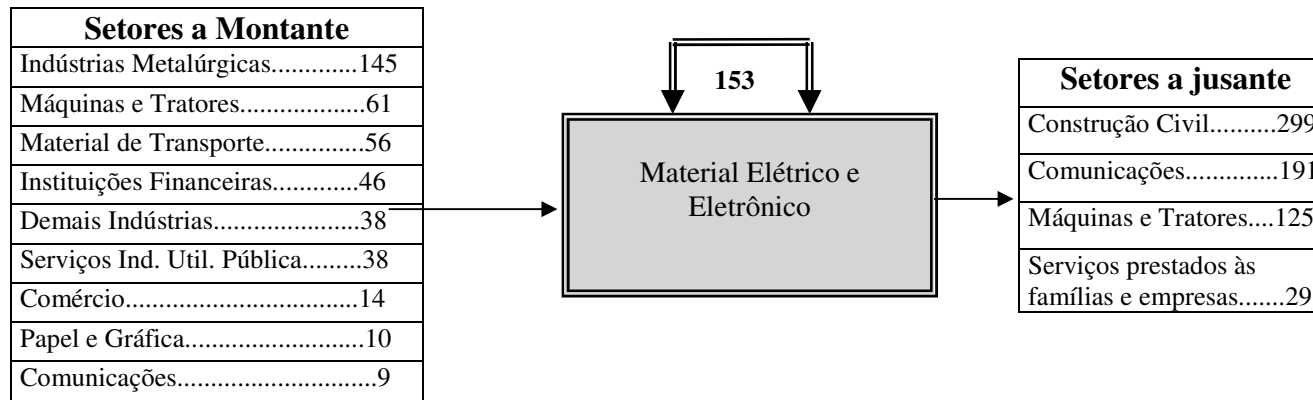 Setores a Montante
Indústrias Metalúrgicas.............145
Máquinas e Tratores...................61
Material de Transporte...............56
Instituições Financeiras.............46
Demais Indústrias......................38
Serviços Ind. Util. Pública.........38
Comércio...................................14
Papel e Gráfica...........................10
Comunicações.............................9
153
Material Elétrico e
Eletrônico
Setores a jusante
Construção Civil..........299
Comunicações..............191
Máquinas e Tratores....125
Serviços prestados às
famílias e empresas.......29